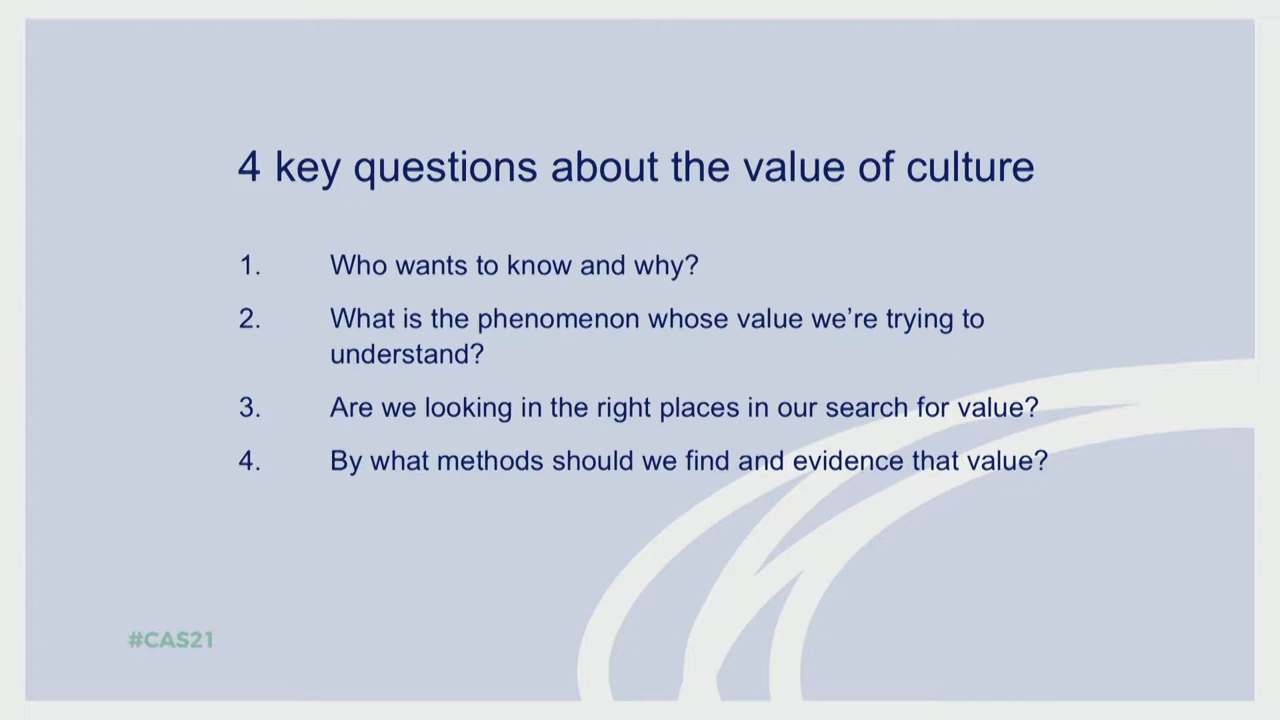 4 key questions about the value of culture
1. Who wants to know and why?
2. What is the phenomenon whose value we’re trying to
understand?
3. Are we looking in the right places in our search for value?
4. By what methods should we find and evidence that value?
#CAS21